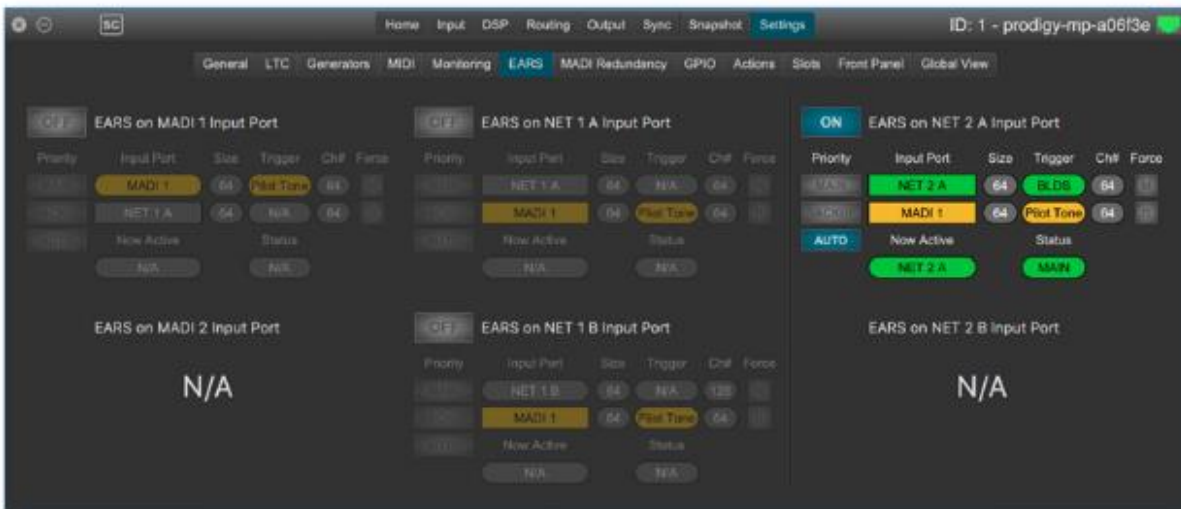 SC Home Input DSP Routing Output Sync Snapshot Settings ID: 1 - prodigy-mp-a06f3e
General LTC Generators MIDI Monitoring EARS MADI Redundancy GPIO Actions Slots Front Panel Global View
OFF EARS on MADI 1 Input Port
Priority Input Port Size Trigger Ch# Force
MADI 1 64 Pilot Tone 64
NET 1 A 64 N/A 64
Now Active Status
N/A N/A
EARS on MADI 2 Input Port
N/A
OFF EARS on NET 1 A Input Port
Priority Input Port Size Trigger Ch# Force
NET 1 A 64 N/A 64
MADI 1 64 Pilot Tone 64
Now Active Status
N/A N/A
OFF EARS on NET 1 B Input Port
Priority Input Port Size Trigger Ch# Force
NET 1 B 64 N/A 128
MADI 1 64 Pilot Tone 64
Now Active Status
N/A N/A
ON EARS on NET 2 A Input Port
Priority Input Port Size Trigger Ch# Force
MAIN NET 2 A 64 BLDS 64
MADI 1 64 Pilot Tone 64
AUTO Now Active Status
NET 2 A MAIN
EARS on NET 2 B Input Port
N/A